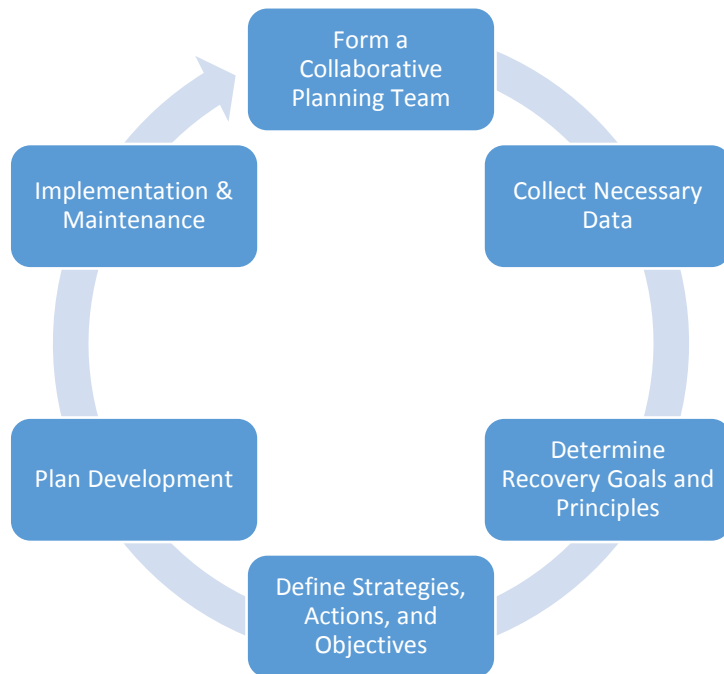 Form a
Collaborative
Planning Team
Collect Necessary
Data
Determine
Recovery Goals and
Principles
Define Strategies,
Actions, and
Objectives
Plan Development
Implementation &
Maintenance